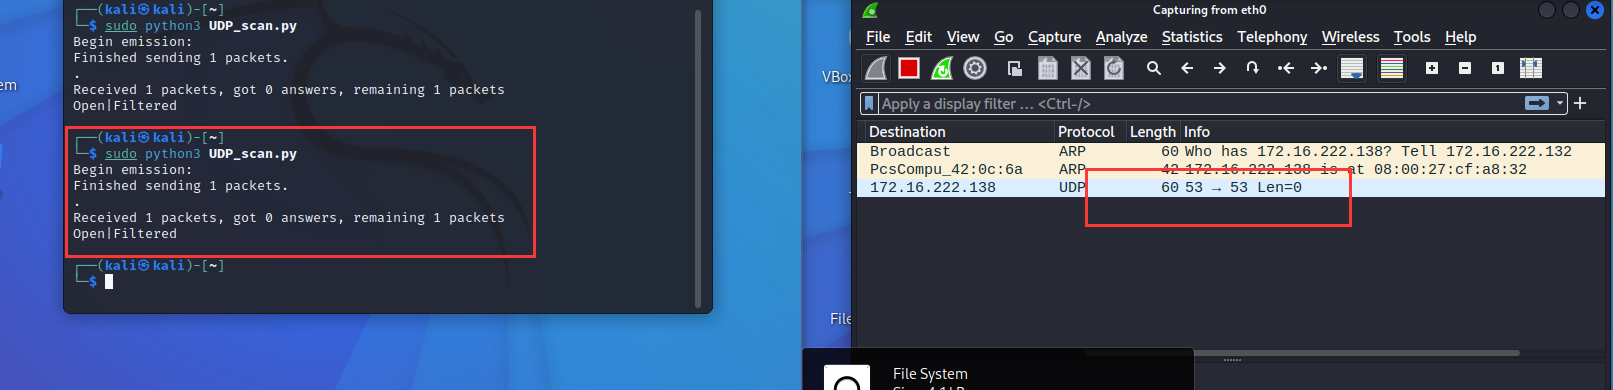 em
┌──(kali㉿kali)-[~]
└─$ sudo python3 UDP_scan.py
Begin emission:
Finished sending 1 packets.
.
Received 1 packets, got 0 answers, remaining 1 packets
Open|Filtered
┌──(kali㉿kali)-[~]
└─$ sudo python3 UDP_scan.py
Begin emission:
Finished sending 1 packets.
.
Received 1 packets, got 0 answers, remaining 1 packets
Open|Filtered
┌──(kali㉿kali)-[~]
└─$
VBox
File
Capturing from eth0
File Edit View Go Capture Analyze Statistics Telephony Wireless Tools Help
Apply a display filter … <Ctrl-/>
Destination Protocol Length Info
Broadcast ARP 60 Who has 172.16.222.138? Tell 172.16.222.132
PcsCompu_42:0c:6a ARP 42 172.16.222.138 is at 08:00:27:cf:a8:32
172.16.222.138 UDP 60 53 → 53 Len=0
File System